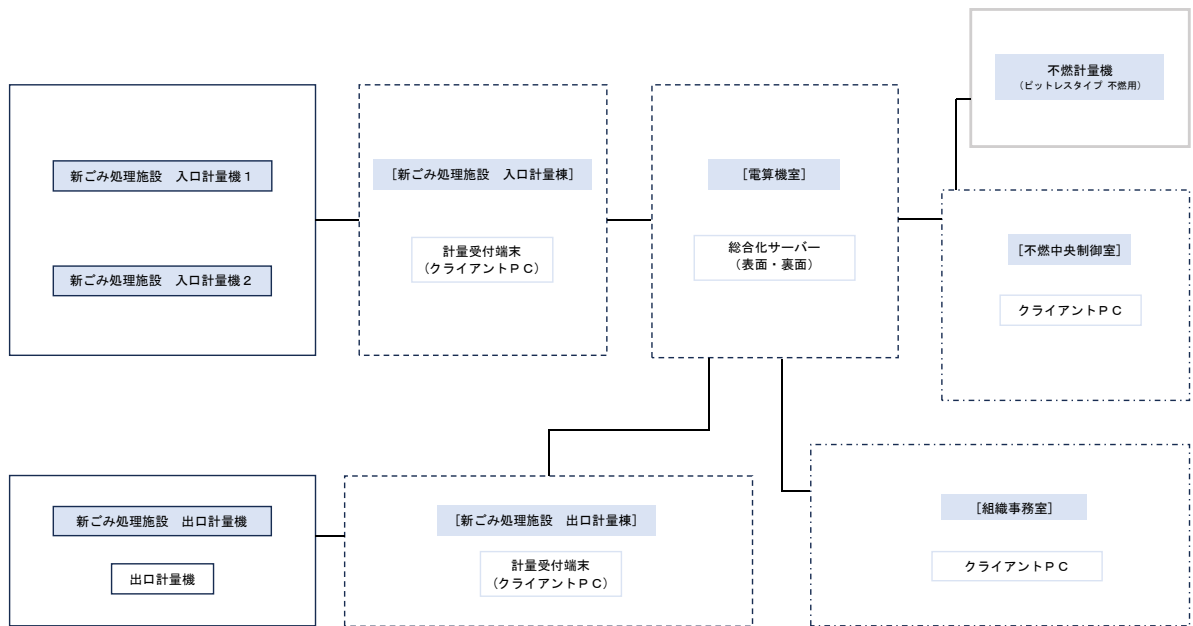 不燃計量機
(ピットレスタイプ 不燃用)
新ごみ処理施設　入口計量機１
新ごみ処理施設　入口計量機２
[新ごみ処理施設　入口計量棟]
計量受付端末
(クライアントＰＣ)
[電算機室]
総合化サーバー
(表面・裏面)
[不燃中央制御室]
クライアントＰＣ
新ごみ処理施設　出口計量機
出口計量機
[新ごみ処理施設　出口計量棟]
計量受付端末
(クライアントＰＣ)
[組織事務室]
クライアントＰＣ